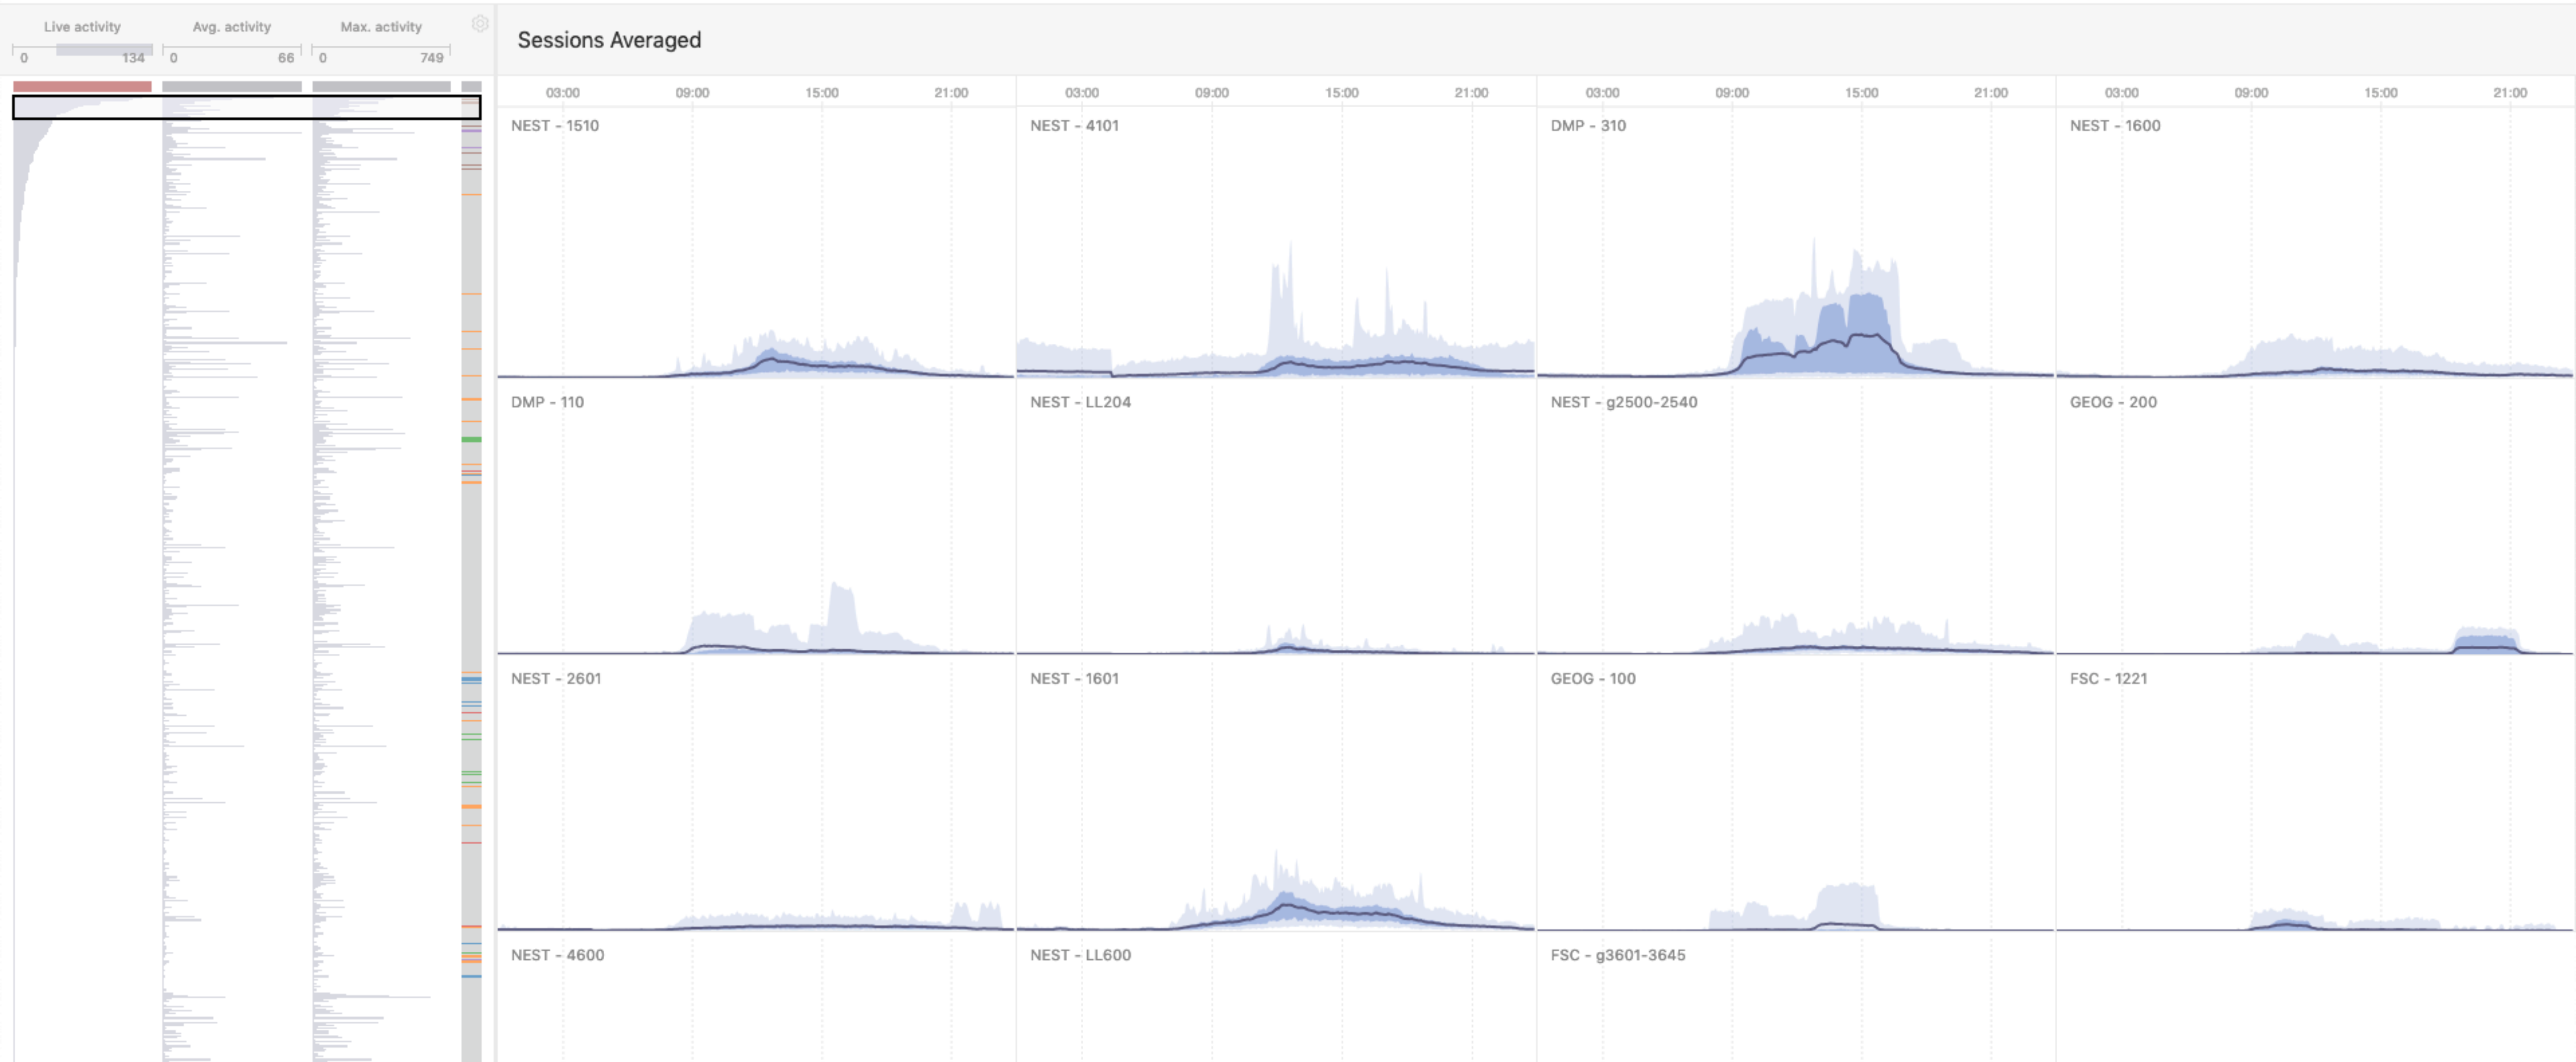 Live activity Avg. activity Max. activity
0 134 0 66 0 749
Sessions Averaged
03:00 09:00 15:00 21:00 03:00 09:00 15:00 21:00 03:00 09:00 15:00 21:00 03:00 09:00 15:00 21:00
NEST - 1510 NEST - 4101 DMP - 310 NEST - 1600
DMP - 110 NEST - LL204 NEST - g2500-2540 GEOG - 200
NEST - 2601 NEST - 1601 GEOG - 100 FSC - 1221
NEST - 4600 NEST - LL600 FSC - g3601-3645